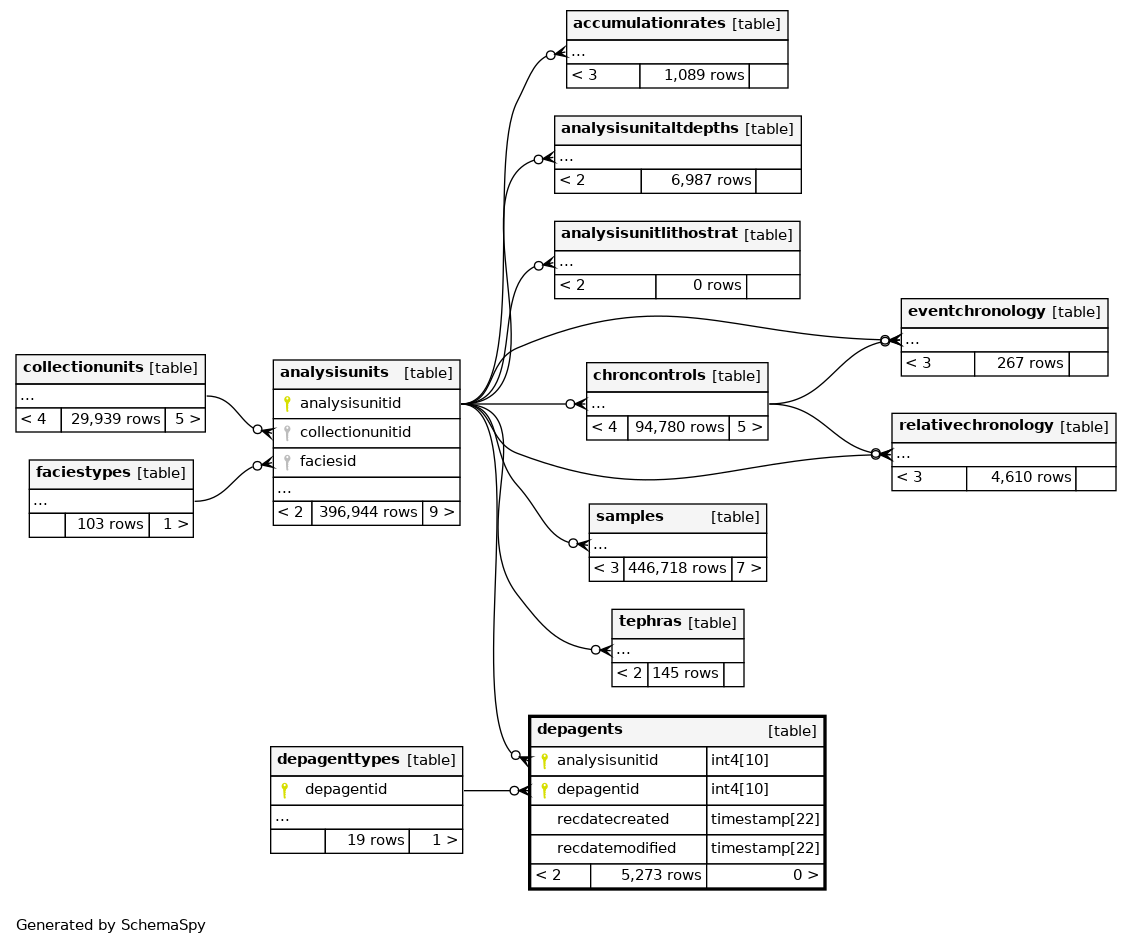 accumulationrates [table]
...
< 3 1,089 rows
analysisunitaltdepths [table]
...
< 2 6,987 rows
analysisunitlithostrat [table]
...
< 2 0 rows
eventchronology [table]
...
< 3 267 rows
collectionunits [table]
...
< 4 29,939 rows 5 >
analysisunits [table]
analysisunitid
collectionunitid
faciesid
...
< 2 396,944 rows 9 >
chroncontrols [table]
...
< 4 94,780 rows 5 >
relativechronology [table]
...
< 3 4,610 rows
faciestypes [table]
...
103 rows 1 >
samples [table]
...
< 3 446,718 rows 7 >
tephras [table]
...
< 2 145 rows
depagenttypes [table]
depagentid
...
19 rows 1 >
depagents [table]
analysisunitid int4[10]
depagentid int4[10]
recdatecreated timestamp[22]
recdatemodified timestamp[22]
< 2 5,273 rows 0 >
Generated by SchemaSpy